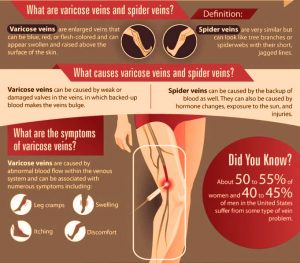 What are varicose veins and spider veins?
Definition:
Varicose veins are enlarged veins that
can be blue, red, or flesh-colored and can
appear swollen and raised above the
surface of the skin.
Spider veins are very similar but
can look like tree branches or
spiderwebs with their short,
jagged lines.
What causes varicose veins and spider veins?
Varicose veins can be caused by weak or
damaged valves in the veins, in which backed-up
blood makes the veins bulge.
Spider veins can be caused by the backup of
blood as well. They can also be caused by
hormone changes, exposure to the sun, and
injuries.
What are the symptoms
of varicose veins?
Varicose veins are caused by
abnormal blood flow within the venous
system and can be associated with
numerous symptoms including:
Leg cramps
Swelling
Itching
Discomfort
Did You Know?
About 50 to 55% of
women and 40 to 45%
of men in the United States
suffer from some type of vein
problem.